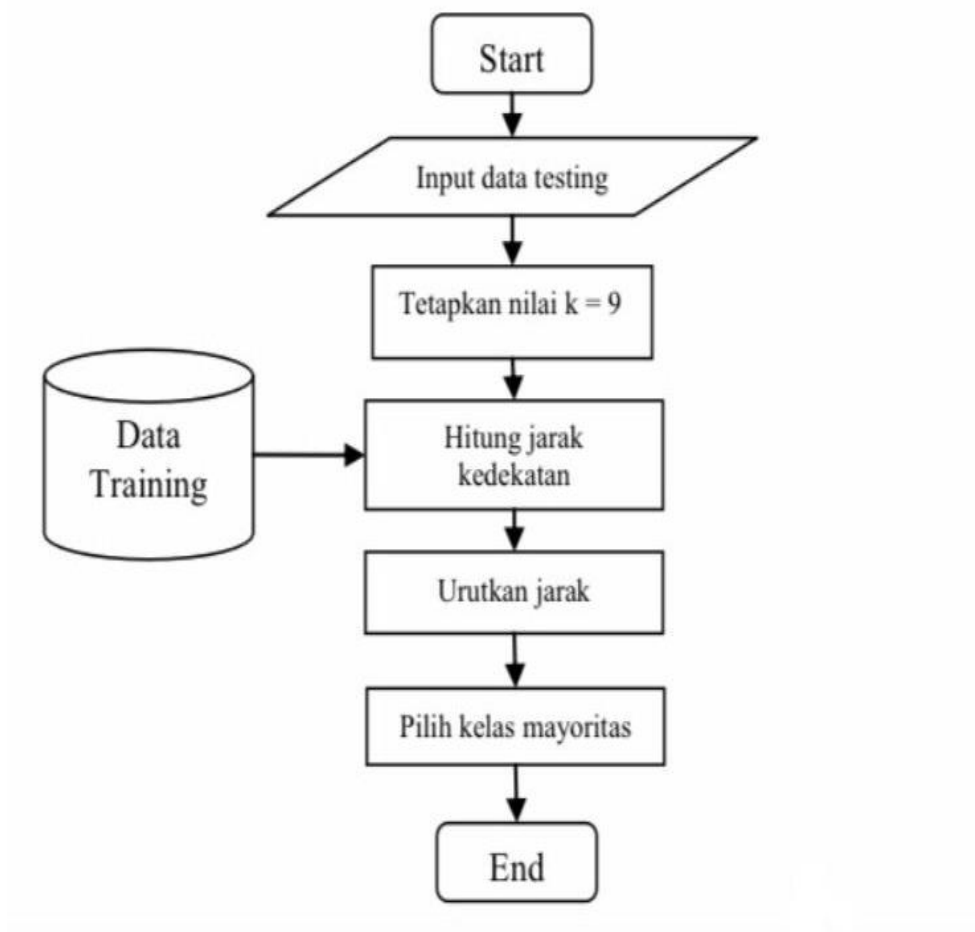 Start
Input data testing
Tetapkan nilai k = 9
Data
Training
Hitung jarak
kedekatan
Urutkan jarak
Pilih kelas mayoritas
End